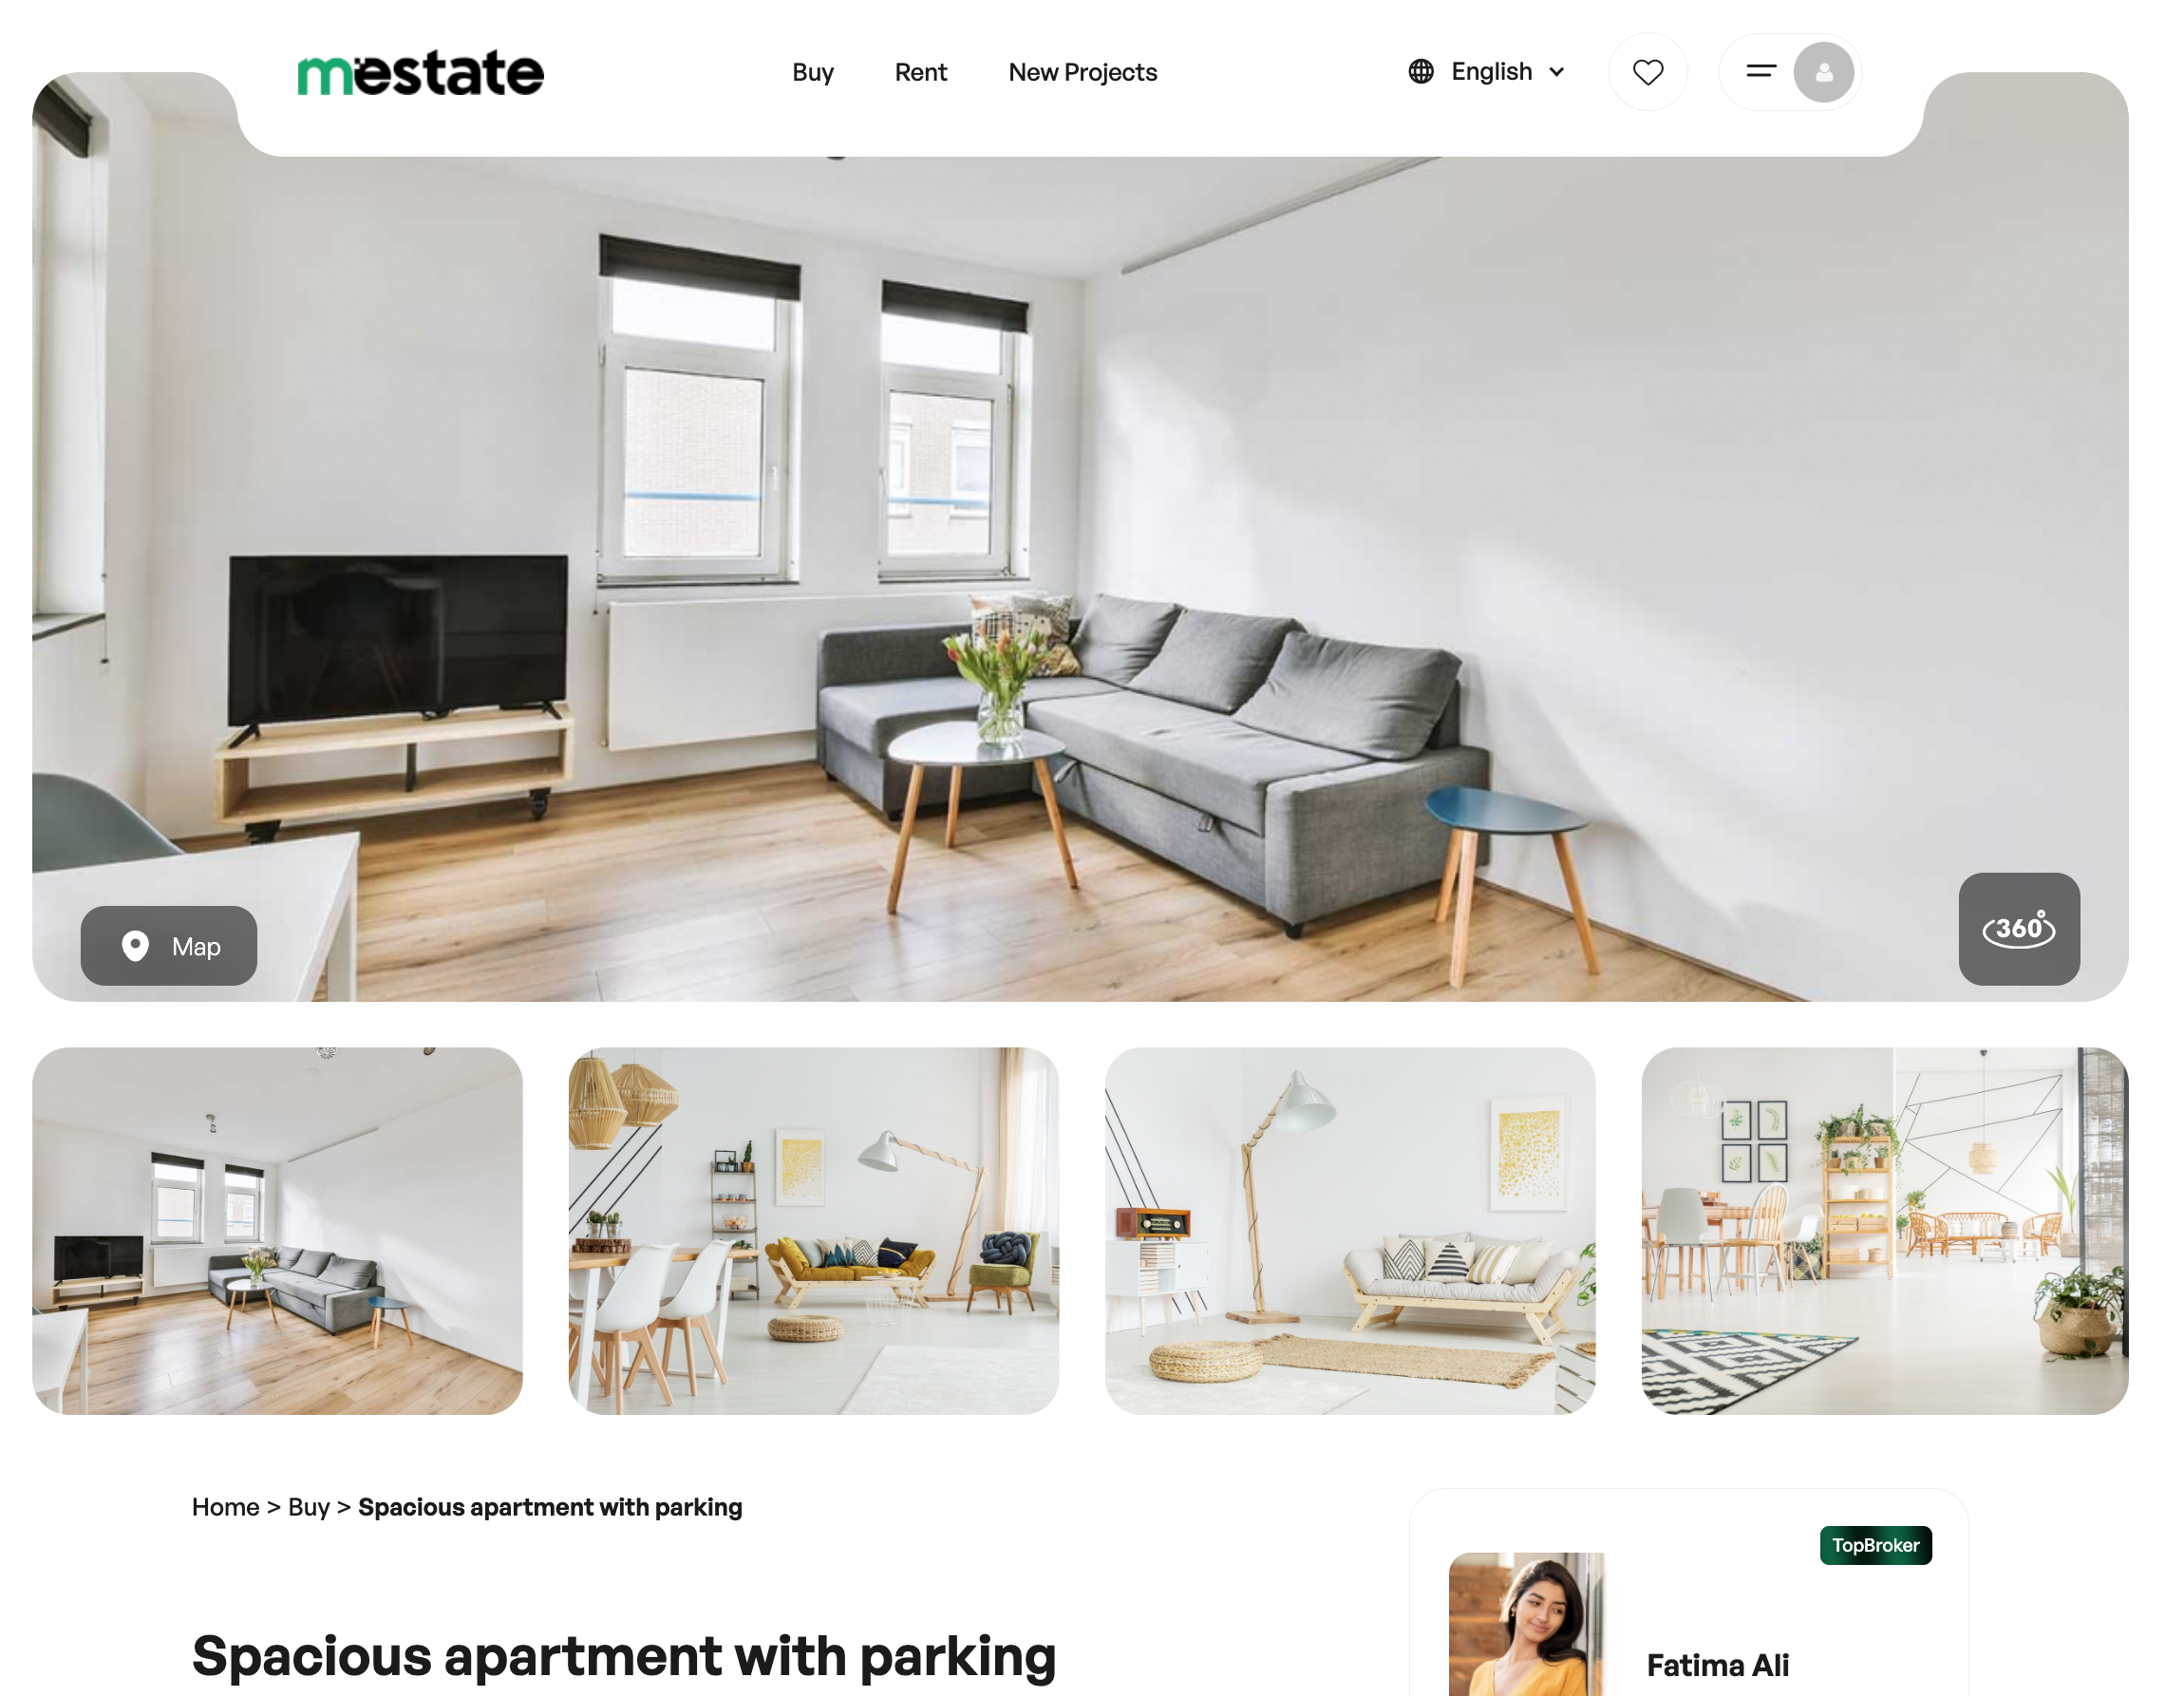 mestate
Buy
Rent
New Projects
English
Map
360°
Home > Buy > Spacious apartment with parking
TopBroker
Spacious apartment with parking
Fatima Ali